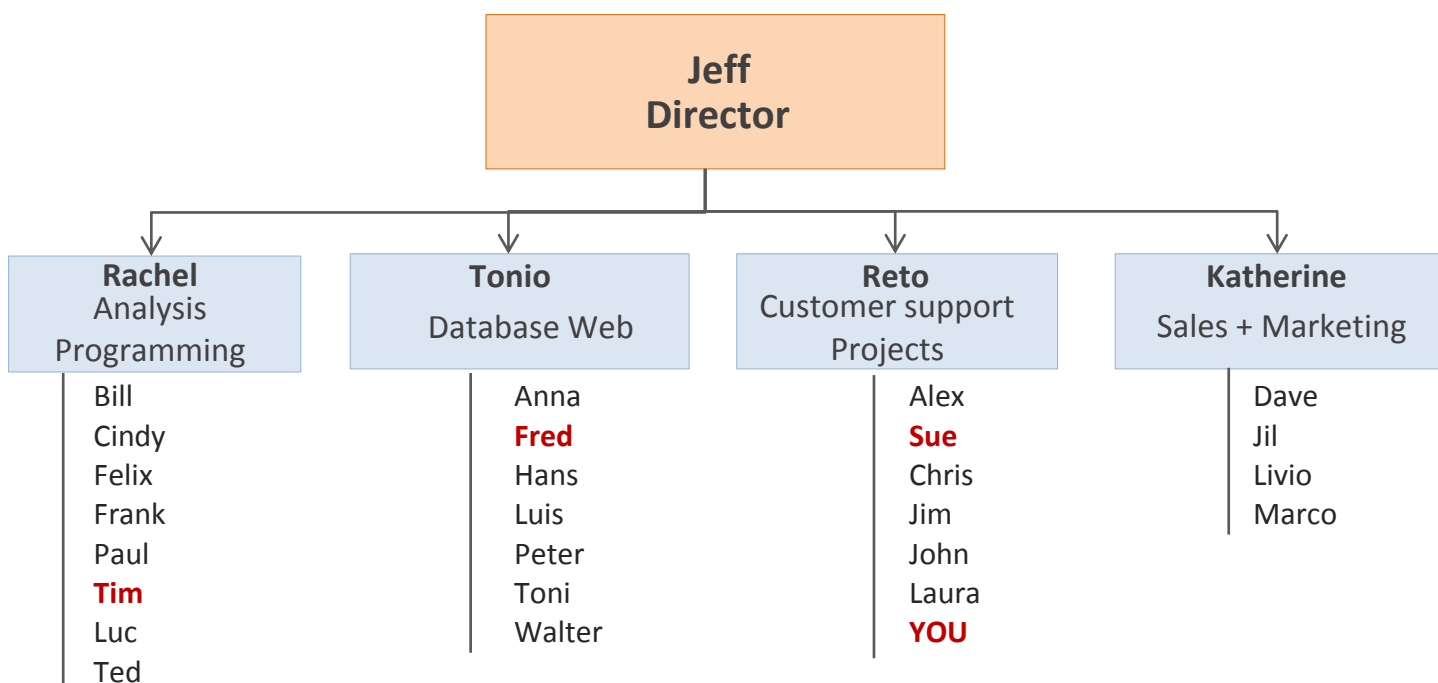 Jeff
Director
Rachel
Analysis
Programming
Bill
Cindy
Felix
Frank
Paul
Tim
Luc
Ted
Tonio
Database Web
Anna
Fred
Hans
Luis
Peter
Toni
Walter
Reto
Customer support
Projects
Alex
Sue
Chris
Jim
John
Laura
YOU
Katherine
Sales + Marketing
Dave
Jil
Livio
Marco